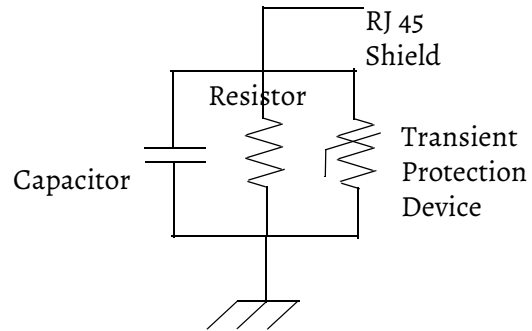 RJ 45
Shield
Resistor
Capacitor
Transient
Protection
Device